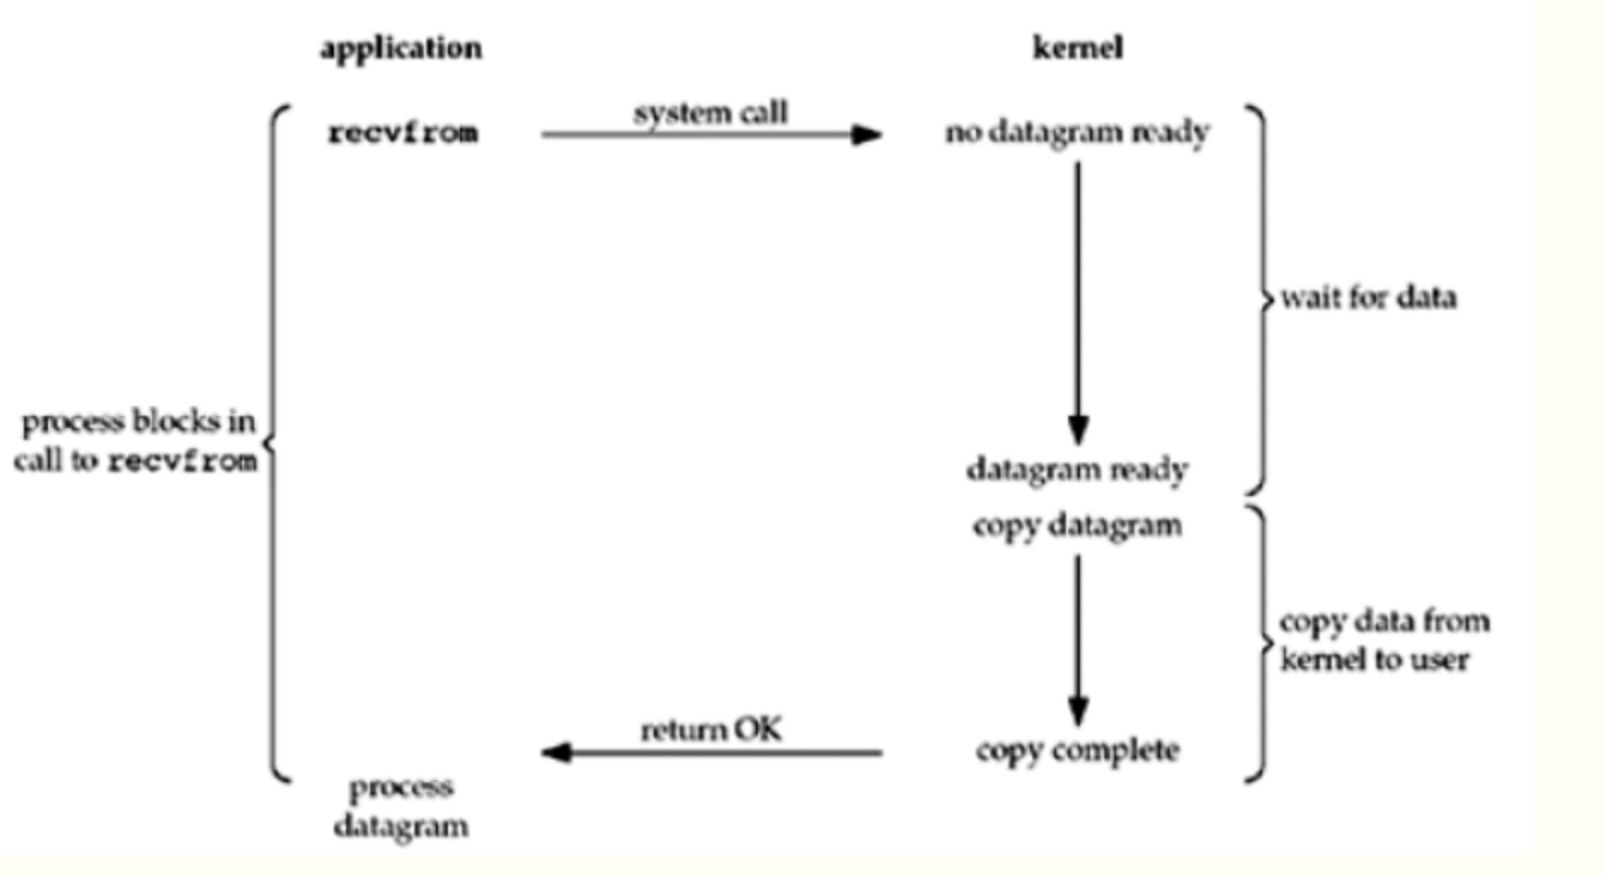 application
kernel
recvfrom
system call
no datagram ready
wait for data
process blocks in
call to recvfrom
datagram ready
copy datagram
copy data from
kernel to user
return OK
copy complete
process
datagram